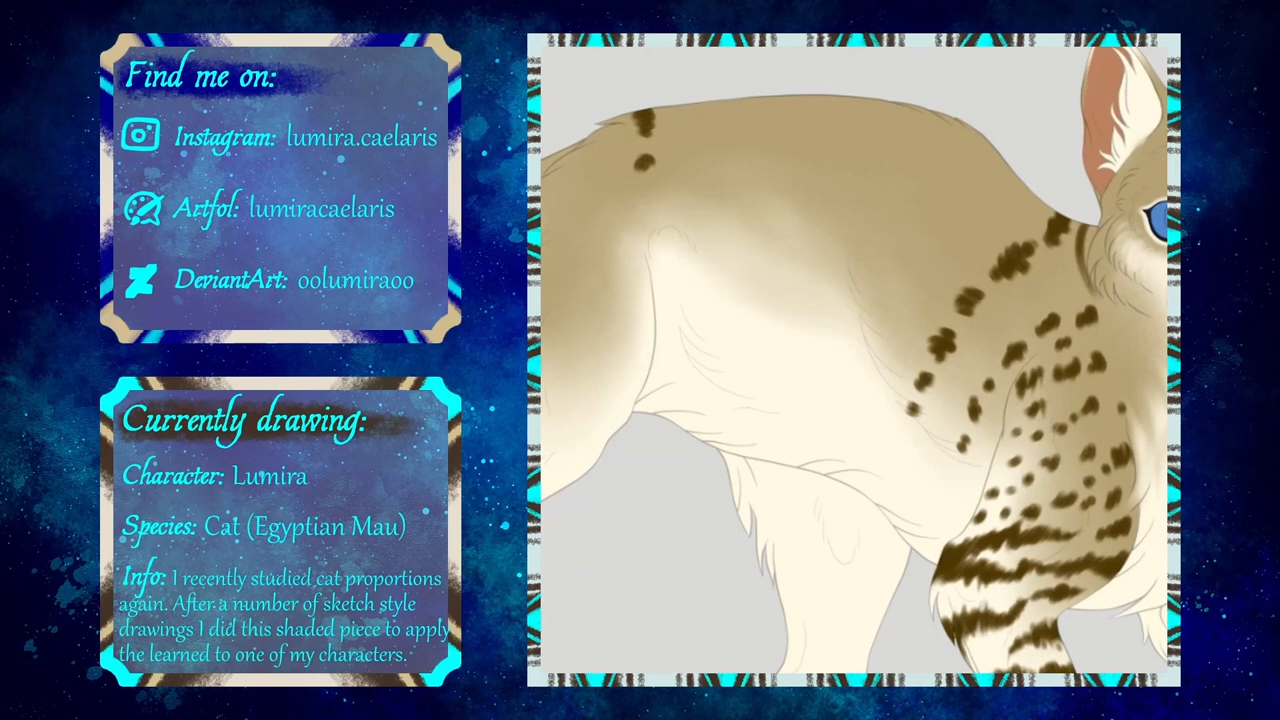 Find me on:
Instagram: lumira.caelaris
Artfol: lumiracaelaris
DeviantArt: oolumiraoo
Currently drawing:
Character: Lumira
Species: Cat (Egyptian Mau)
Info: I recently studied cat proportions
again. After a number of sketch style
drawings I did this shaded piece to apply
the learned to one of my characters.